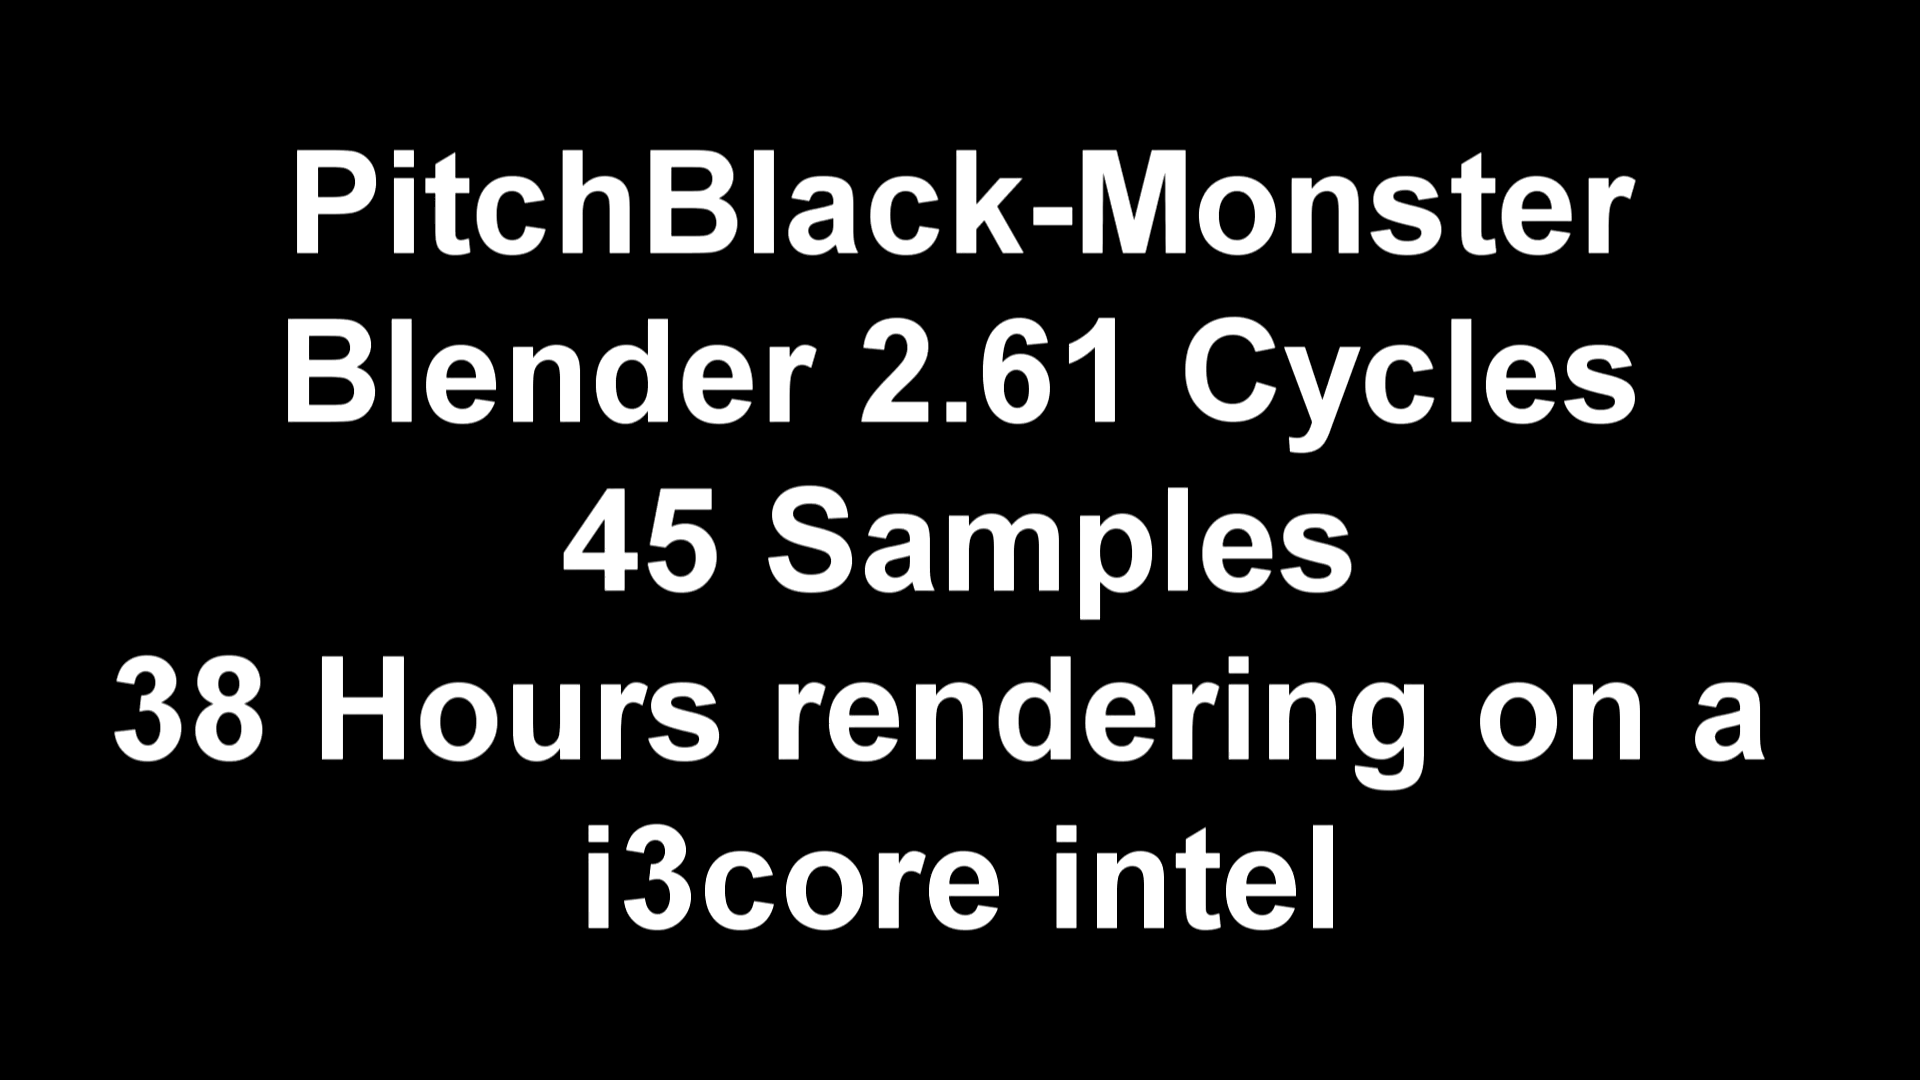 PitchBlack-Monster
Blender 2.61 Cycles
45 Samples
38 Hours rendering on a
i3core intel